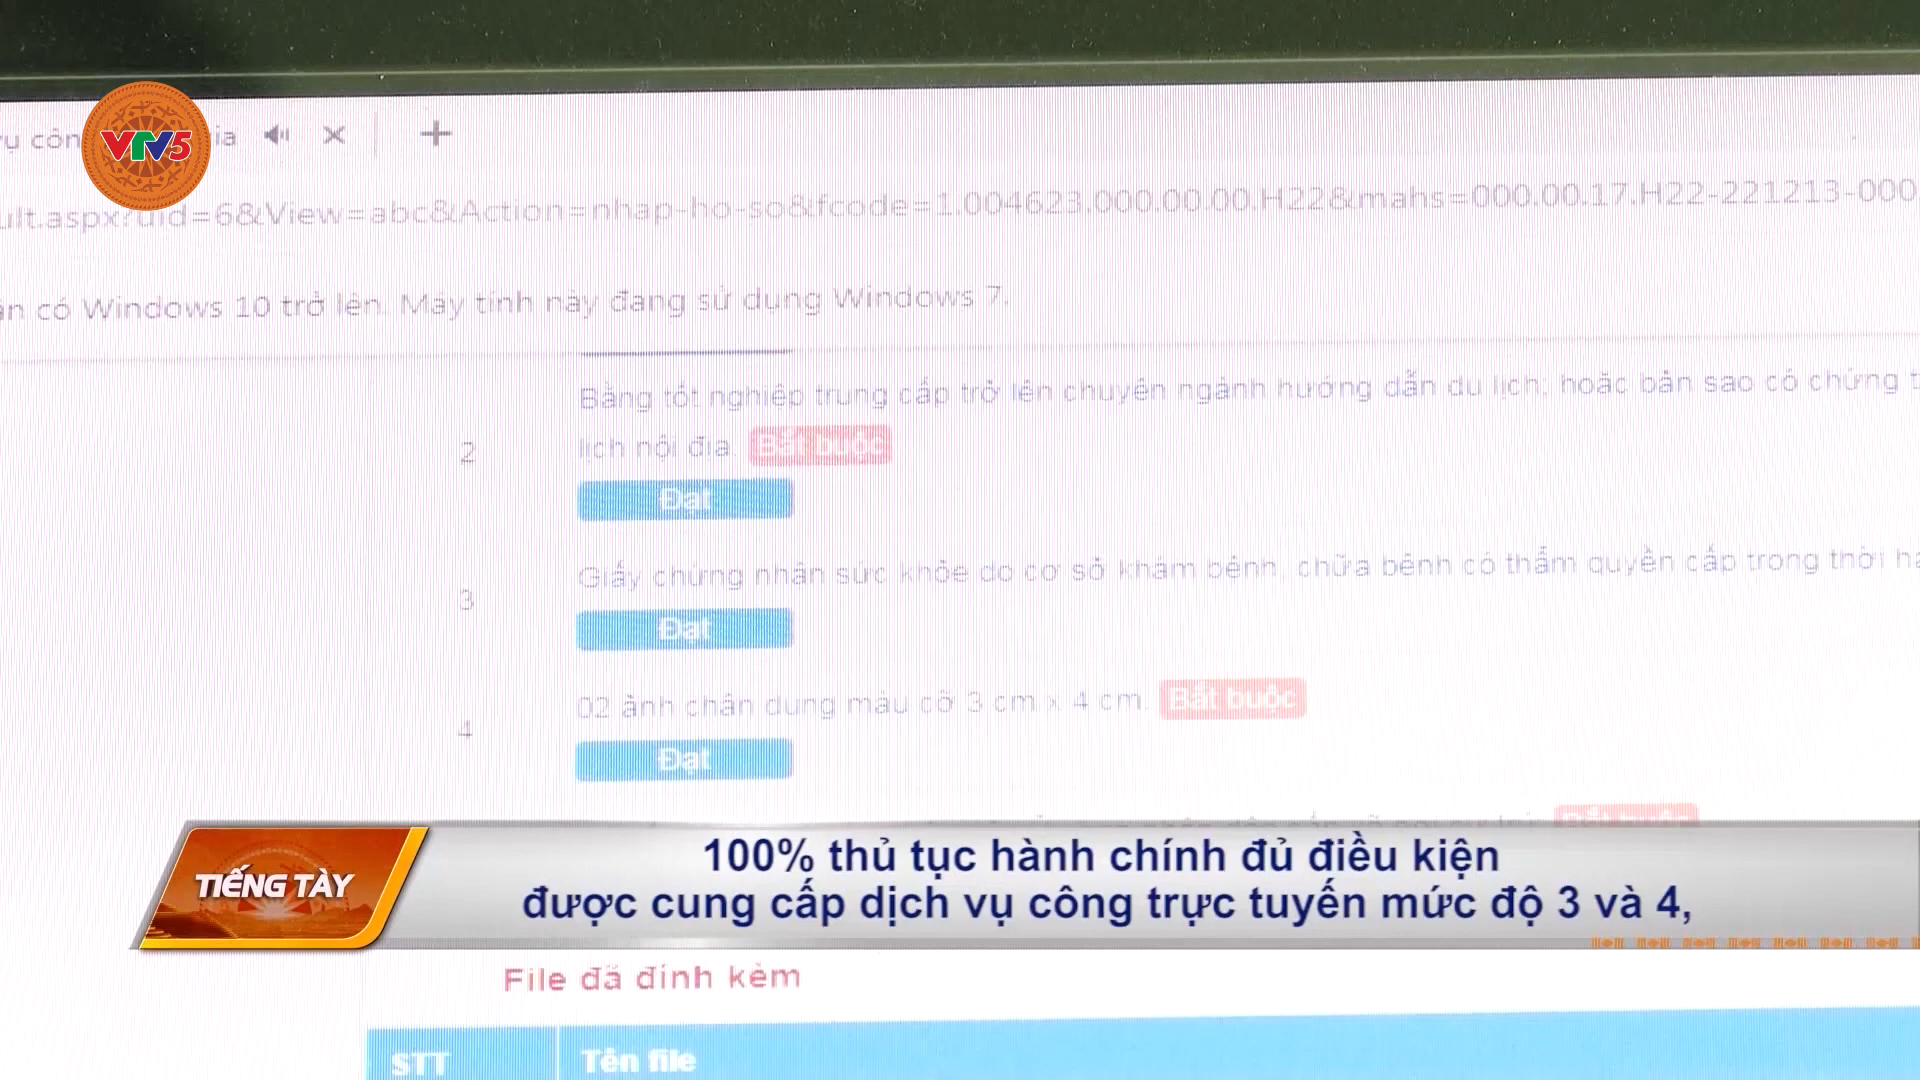 VTV5
vụ côn ia
ult.aspx?uid=6&View=abc&Action=nhap-ho-so&fcode=1.004623.000.00.00.H22&mahs=000.00.17.H22-221213-000
có Windows 10 trở lên. Máy tính này đang sử dụng Windows 7.
Bằng tốt nghiệp trung cấp trở lên chuyên ngành hướng dẫn du lịch; hoặc bản sao có chứng
2 lịch nội địa. Bắt buộc
Đạt
3 Giấy chứng nhận sức khỏe do cơ sở khám bệnh, chữa bệnh có thẩm quyền cấp trong thời hạ
Đạt
4 02 ảnh chân dung màu cỡ 3 cm x 4 cm. Bắt buộc
Đạt
TIẾNG TÀY
100% thủ tục hành chính đủ điều kiện
được cung cấp dịch vụ công trực tuyến mức độ 3 và 4,
File đã đính kèm
STT Tên file